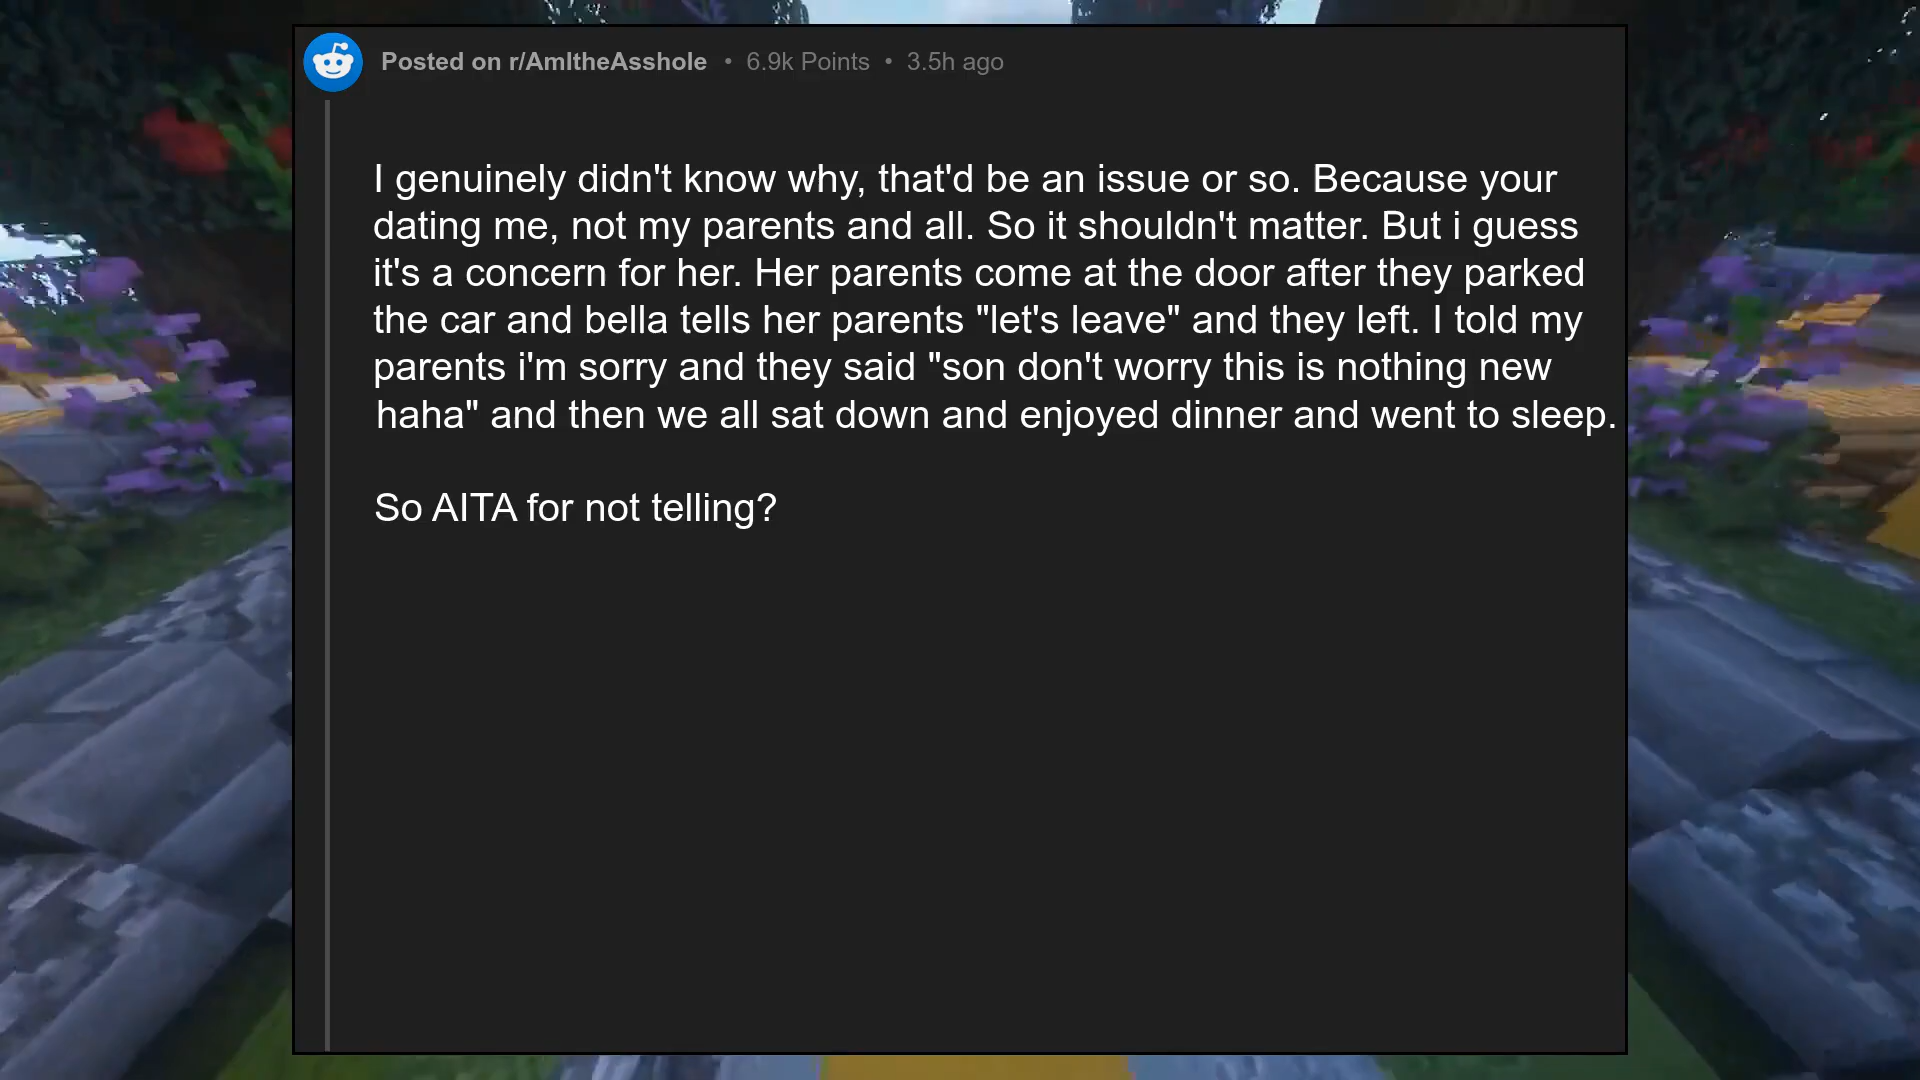 Posted on r/AmItheAsshole • 6.9k Points • 3.5h ago
I genuinely didn't know why, that'd be an issue or so. Because your
dating me, not my parents and all. So it shouldn't matter. But i guess
it's a concern for her. Her parents come at the door after they parked
the car and bella tells her parents "let's leave" and they left. I told my
parents i'm sorry and they said "son don't worry this is nothing new
haha" and then we all sat down and enjoyed dinner and went to sleep.
So AITA for not telling?